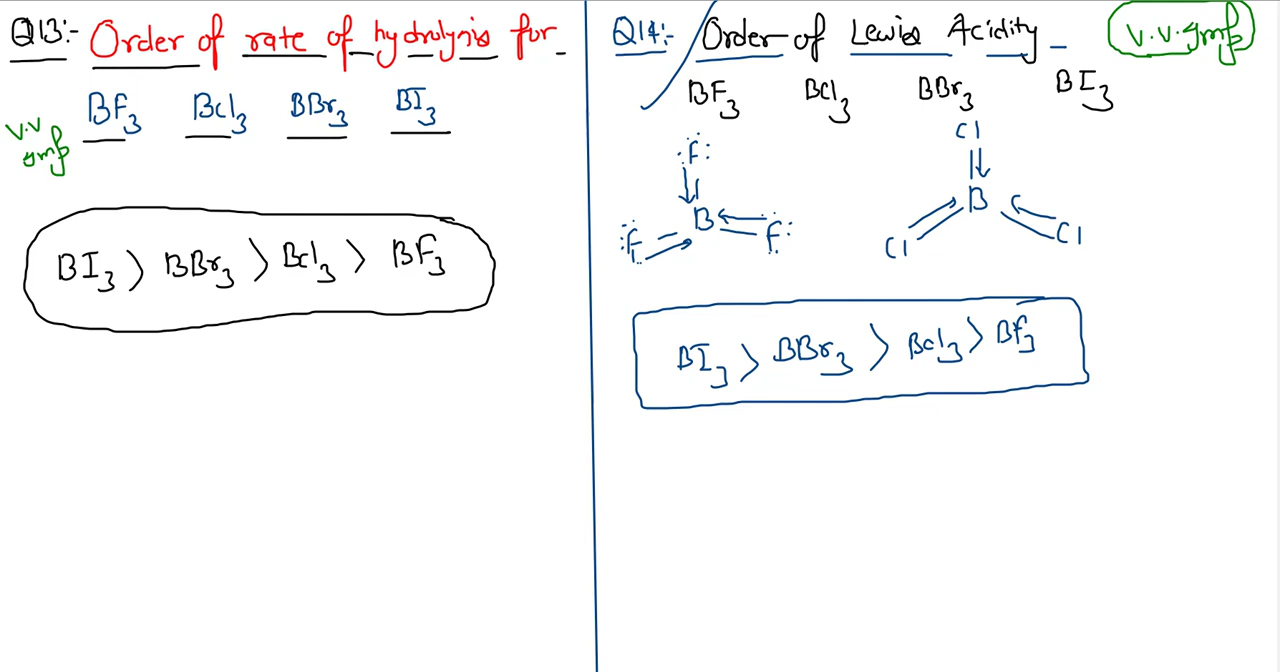 Q13:- Order of rate of hydrolysis for -
BF3 BCl3 BBr3 BI3
V.V
Imp
BI3 > BBr3 > BCl3 > BF3
Q14:- Order of Lewis Acidity - V.V.Imp
BF3 BCl3 BBr3 BI3
F
B
F F
Cl
B
Cl Cl
BI3 > BBr3 > BCl3 > BF3